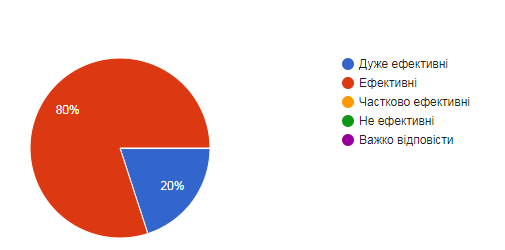 80%
20%
Дуже ефективні
Ефективні
Частково ефективні
Не ефективні
Важко відповісти